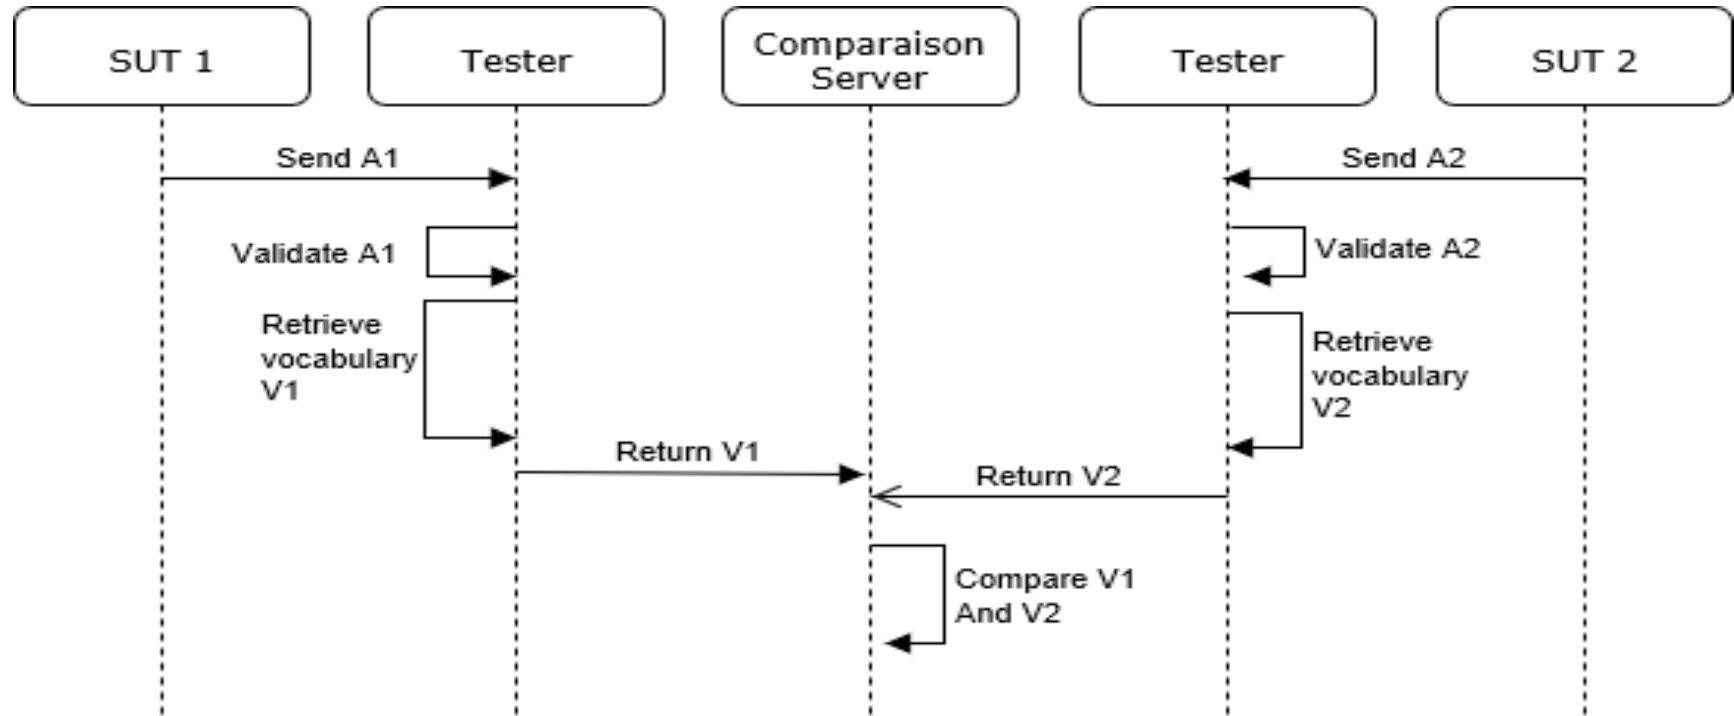 SUT 1
Tester
Comparaison
Server
Tester
SUT 2
Send A1
Send A2
Validate A1
Validate A2
Retrieve
vocabulary
V1
Retrieve
vocabulary
V2
Return V1
Return V2
Compare V1
And V2